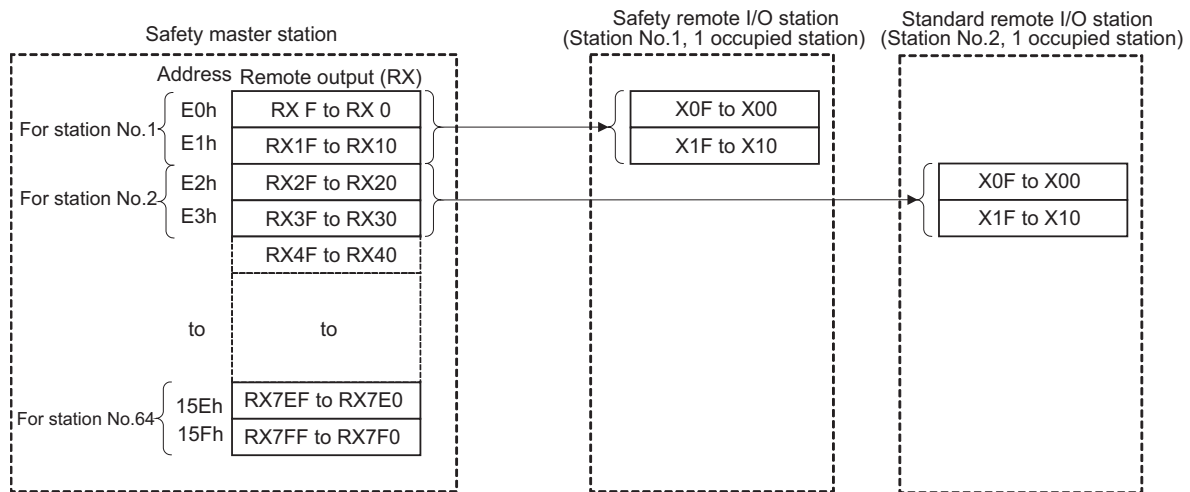 Safety master station
Safety remote I/O station
(Station No.1, 1 occupied station)
Standard remote I/O station
(Station No.2, 1 occupied station)
Address Remote output (RX)
For station No.1
E0h RX F to RX 0
E1h RX1F to RX10
X0F to X00
X1F to X10
For station No.2
E2h RX2F to RX20
E3h RX3F to RX30
X0F to X00
X1F to X10
RX4F to RX40
to to
For station No.64
15Eh RX7EF to RX7E0
15Fh RX7FF to RX7F0